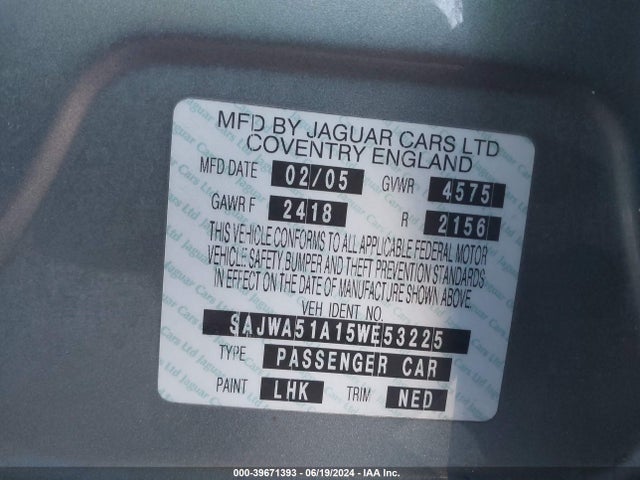 MFD BY JAGUAR CARS LTD
COVENTRY ENGLAND
MFD DATE 02/05 GVWR 4575
GAWR F 2418 R 2156
THIS VEHICLE CONFORMS TO ALL APPLICABLE FEDERAL MOTOR
VEHICLE SAFETY BUMPER AND THEFT PREVENTION STANDARDS
IN EFFECT ON THE DATE OF MANUFACTURE SHOWN ABOVE.
VEH IDENT NO.
SAJWA51A15WE53225
TYPE PASSENGER CAR
PAINT LHK TRIM NED
000-39671393 - 06/19/2024 - IAA Inc.